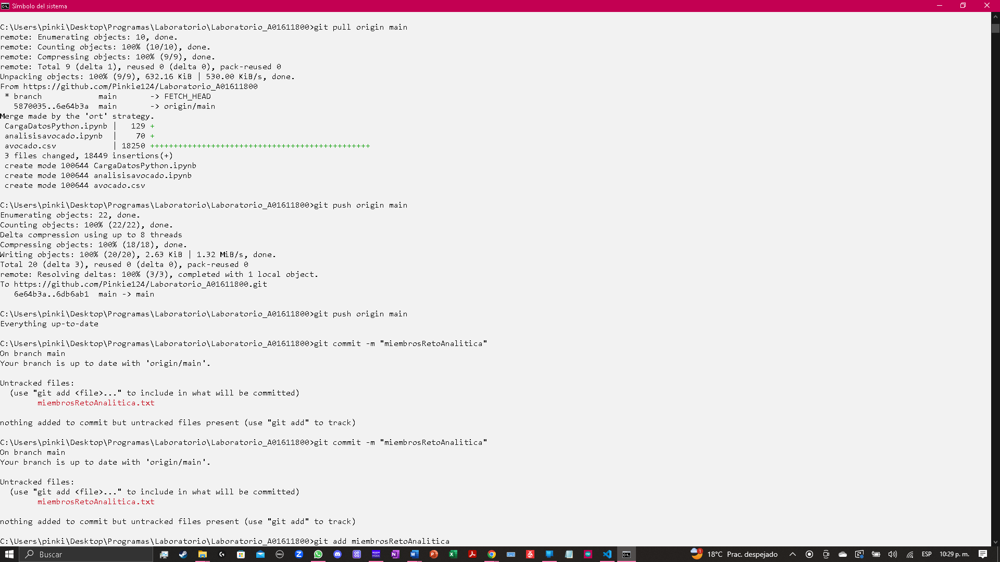 Símbolo del sistema
C:\Users\pinki\Desktop\Programas\Laboratorio\Laboratorio_A01611800>git pull origin main
remote: Enumerating objects: 10, done.
remote: Counting objects: 100% (10/10), done.
remote: Compressing objects: 100% (9/9), done.
remote: Total 9 (delta 1), reused 0 (delta 0), pack-reused 0
Unpacking objects: 100% (9/9), 632.16 KiB | 530.00 KiB/s, done.
From https://github.com/Pinkie124/Laboratorio_A01611800
 * branch            main       -> FETCH_HEAD
   5870035..6e64b3a  main       -> origin/main
Merge made by the 'ort' strategy.
 CargaDatosPython.ipynb |   129 +
 analisisavocado.ipynb  |    70 +
 avocado.csv            | 18250 +++++++++++++++++++++++++++++++++++++++++++++++
 3 files changed, 18449 insertions(+)
 create mode 100644 CargaDatosPython.ipynb
 create mode 100644 analisisavocado.ipynb
 create mode 100644 avocado.csv
C:\Users\pinki\Desktop\Programas\Laboratorio\Laboratorio_A01611800>git push origin main
Enumerating objects: 22, done.
Counting objects: 100% (22/22), done.
Delta compression using up to 8 threads
Compressing objects: 100% (18/18), done.
Writing objects: 100% (20/20), 2.63 KiB | 1.32 MiB/s, done.
Total 20 (delta 3), reused 0 (delta 0), pack-reused 0
remote: Resolving deltas: 100% (3/3), completed with 1 local object.
To https://github.com/Pinkie124/Laboratorio_A01611800.git
   6e64b3a..6db6ab1  main -> main
C:\Users\pinki\Desktop\Programas\Laboratorio\Laboratorio_A01611800>git push origin main
Everything up-to-date
C:\Users\pinki\Desktop\Programas\Laboratorio\Laboratorio_A01611800>git commit -m "miembrosRetoAnalitica"
On branch main
Your branch is up to date with 'origin/main'.
Untracked files:
  (use "git add <file>..." to include in what will be committed)
        miembrosRetoAnalitica.txt
nothing added to commit but untracked files present (use "git add" to track)
C:\Users\pinki\Desktop\Programas\Laboratorio\Laboratorio_A01611800>git commit -m "miembrosRetoAnalitica"
On branch main
Your branch is up to date with 'origin/main'.
Untracked files:
  (use "git add <file>..." to include in what will be committed)
        miembrosRetoAnalitica.txt
nothing added to commit but untracked files present (use "git add" to track)
C:\Users\pinki\Desktop\Programas\Laboratorio\Laboratorio_A01611800>git add miembrosRetoAnalitica
Buscar
18°C Prac. despejado
ESP
10:29 p. m.